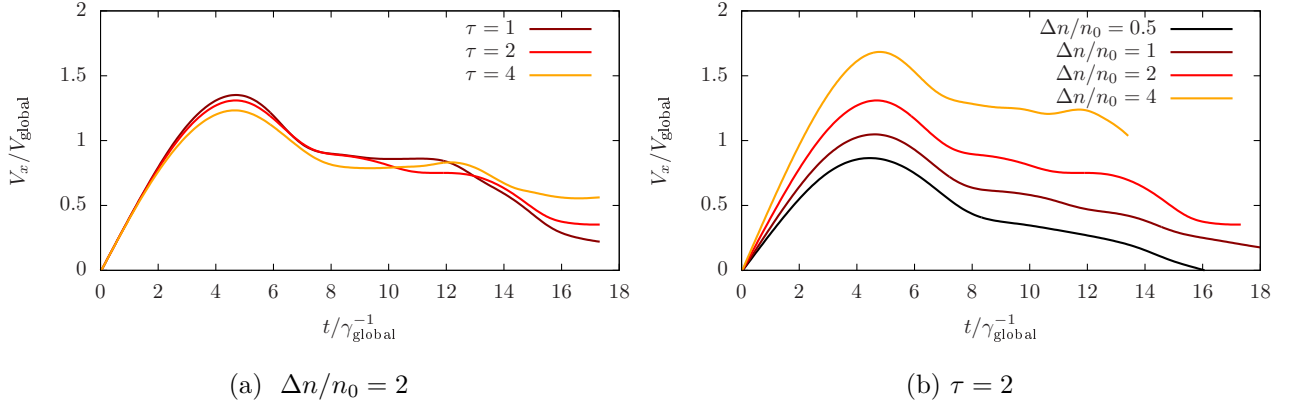 2
1.5
1
0.5
0
0 2 4 6 8 10 12 14 16 18
V_x/V_global
t/γ_global^{-1}
τ = 1
τ = 2
τ = 4
(a) Δn/n_0 = 2
2
1.5
1
0.5
0
0 2 4 6 8 10 12 14 16 18
V_x/V_global
t/γ_global^{-1}
Δn/n_0 = 0.5
Δn/n_0 = 1
Δn/n_0 = 2
Δn/n_0 = 4
(b) τ = 2